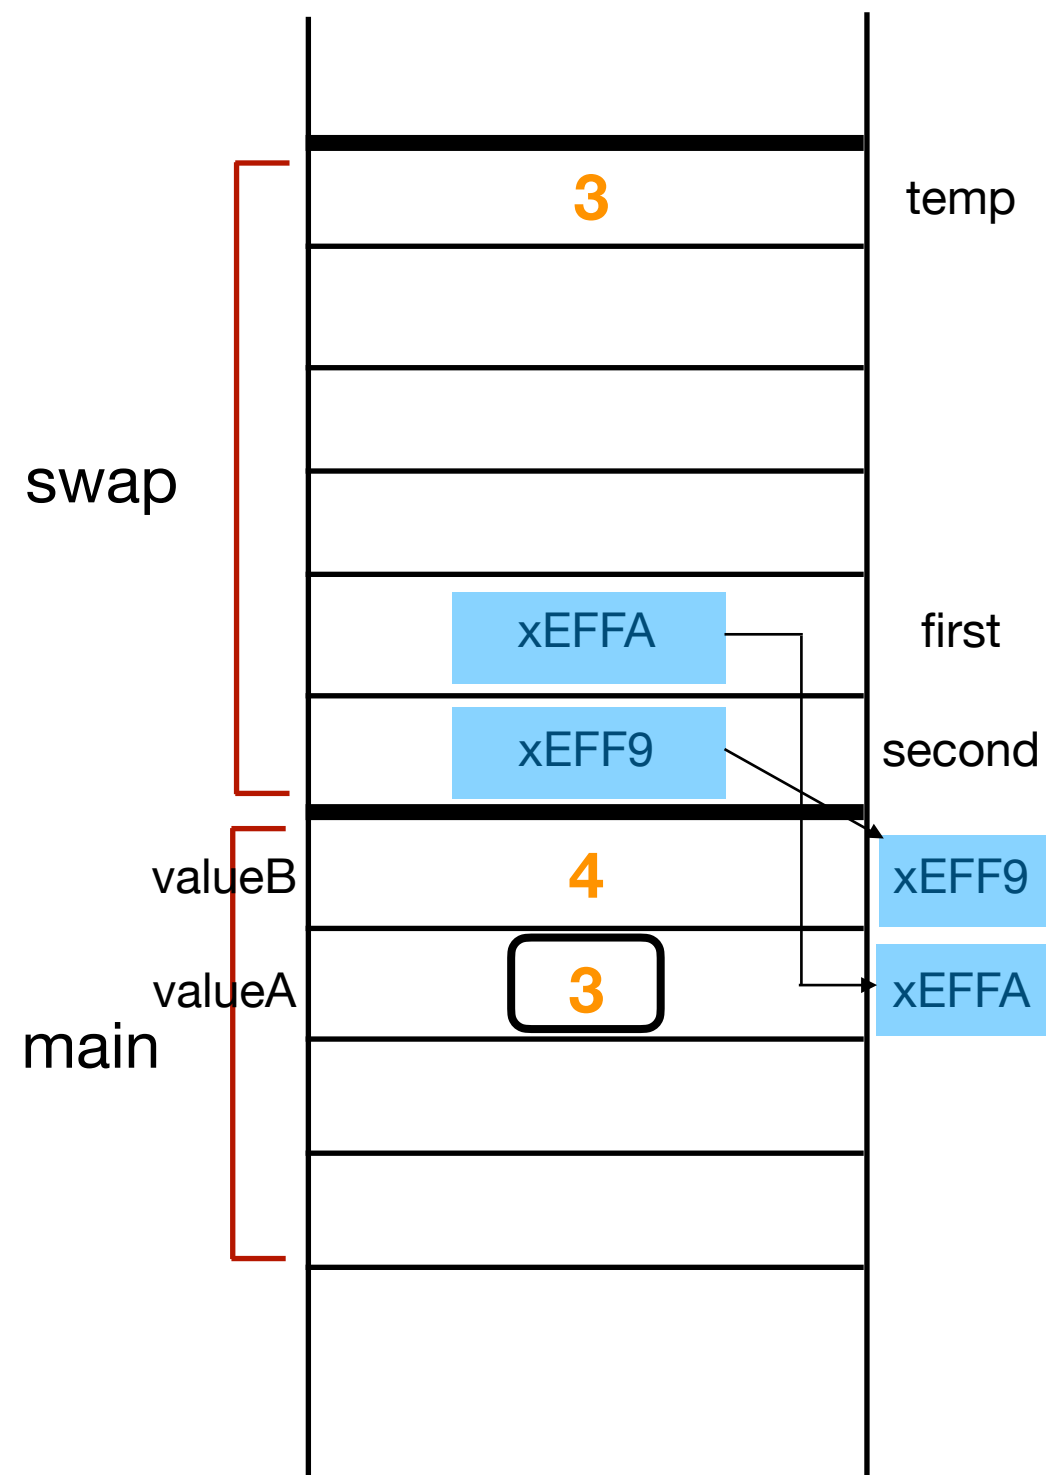 3
temp
swap
xEFFA
first
xEFF9
second
valueB
4
xEFF9
valueA
3
xEFFA
main